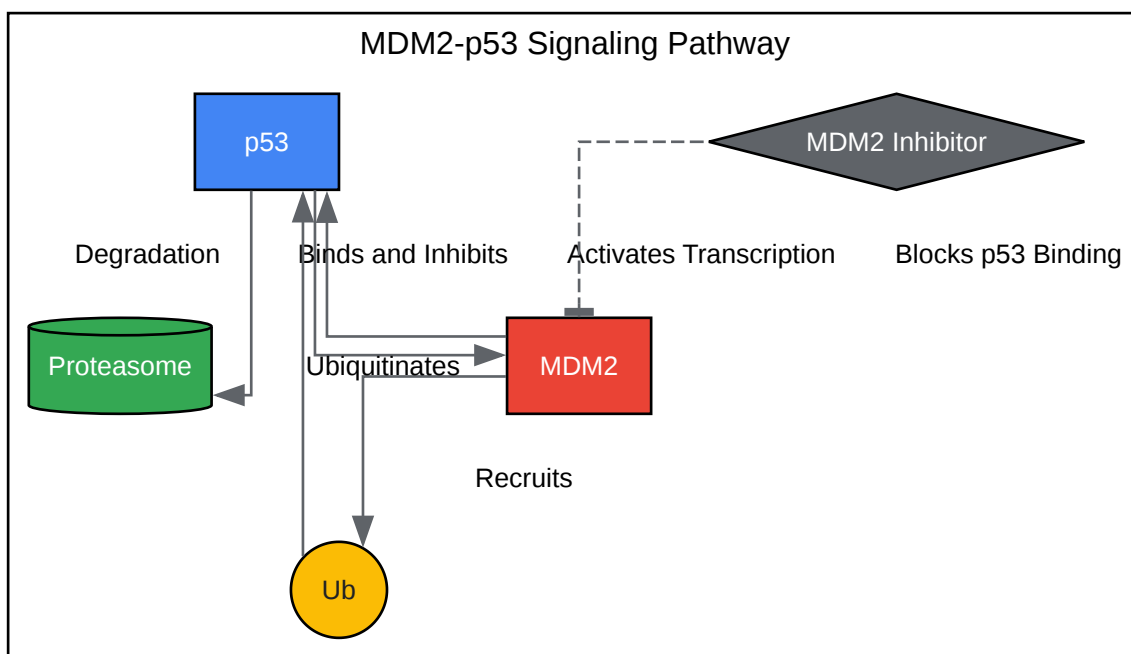 MDM2-p53 Signaling Pathway
p53
MDM2 Inhibitor
Degradation
Binds and Inhibits
Activates Transcription
Blocks p53 Binding
Proteasome
Ubiquitinates
MDM2
Recruits
Ub